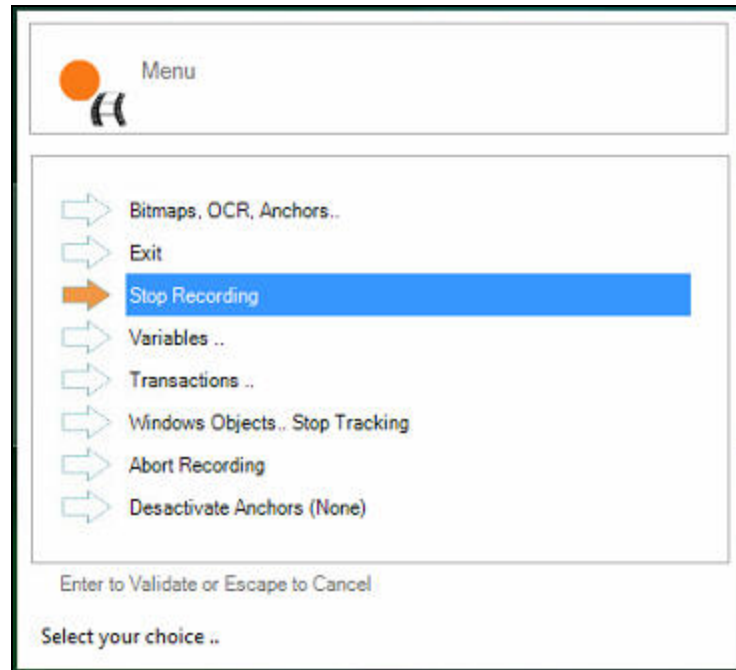 Menu
Bitmaps, OCR, Anchors..
Exit
Stop Recording
Variables ..
Transactions ..
Windows Objects.. Stop Tracking
Abort Recording
Desactivate Anchors (None)
Enter to Validate or Escape to Cancel
Select your choice ..